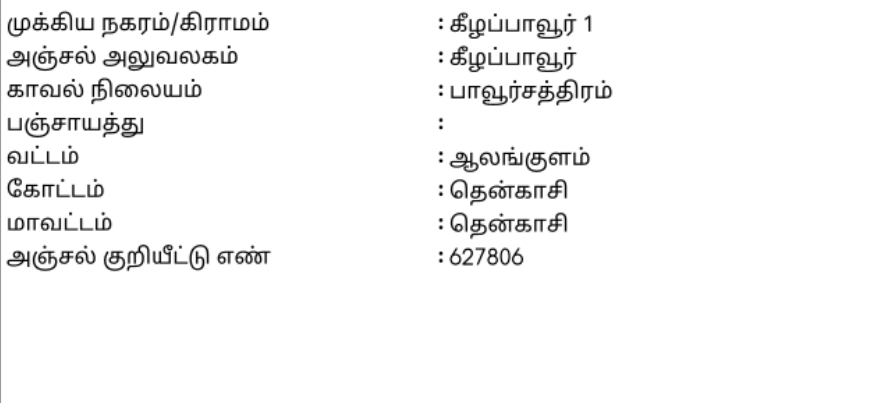 முக்கிய நகரம்/கிராமம் : கீழப்பாவூர் 1
அஞ்சல் அலுவலகம் : கீழப்பாவூர்
காவல் நிலையம் : பாவூர்சத்திரம்
பஞ்சாயத்து :
வட்டம் : ஆலங்குளம்
கோட்டம் : தென்காசி
மாவட்டம் : தென்காசி
அஞ்சல் குறியீட்டு எண் : 627806